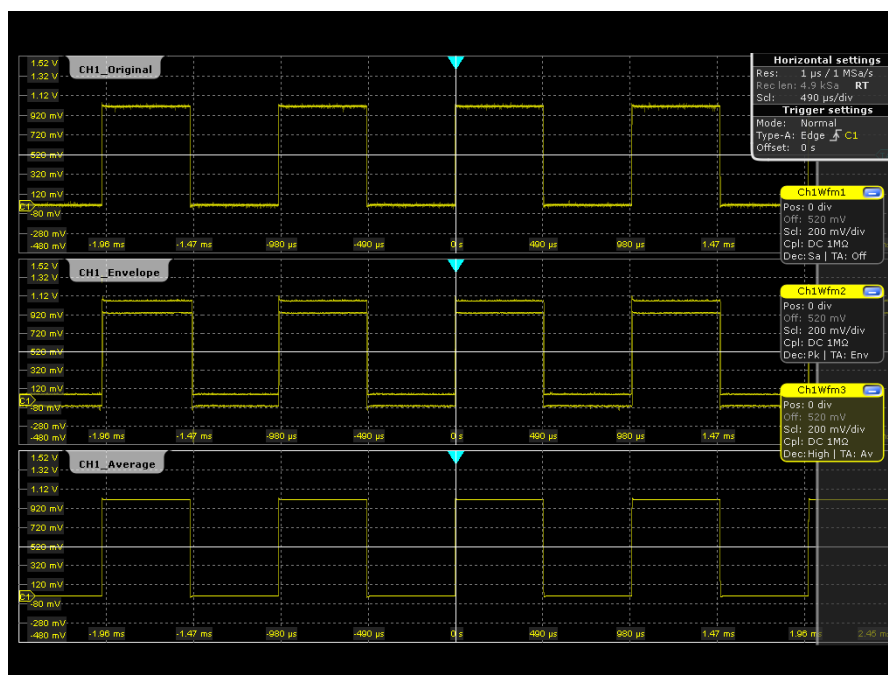 CH1_Original
1.52 V
1.32 V
1.12 V
920 mV
720 mV
520 mV
320 mV
120 mV
C1
-80 mV
-280 mV
-480 mV
-1.96 ms -1.47 ms -980 µs -490 µs 0 s 490 µs 980 µs 1.47 ms
Horizontal settings
Res: 1 µs / 1 MSa/s
Rec len: 4.9 kSa RT
Scl: 490 µs/div
Trigger settings
Mode: Normal
Type-A: Edge C1
Offset: 0 s
Ch1Wfm1
Pos: 0 div
Off: 520 mV
Scl: 200 mV/div
Cpl: DC 1MΩ
Dec: Sa | TA: Off
CH1_Envelope
1.52 V
1.32 V
1.12 V
920 mV
720 mV
520 mV
320 mV
120 mV
C1
-80 mV
-280 mV
-480 mV
-1.96 ms -1.47 ms -980 µs -490 µs 0 s 490 µs 980 µs 1.47 ms
Ch1Wfm2
Pos: 0 div
Off: 520 mV
Scl: 200 mV/div
Cpl: DC 1MΩ
Dec: Pk | TA: Env
Ch1Wfm3
Pos: 0 div
Off: 520 mV
Scl: 200 mV/div
Cpl: DC 1MΩ
Dec: High | TA: Av
CH1_Average
1.52 V
1.32 V
1.12 V
920 mV
720 mV
520 mV
320 mV
120 mV
C1
-80 mV
-280 mV
-480 mV
-1.96 ms -1.47 ms -980 µs -490 µs 0 s 490 µs 980 µs 1.47 ms 1.96 m 2.45 m